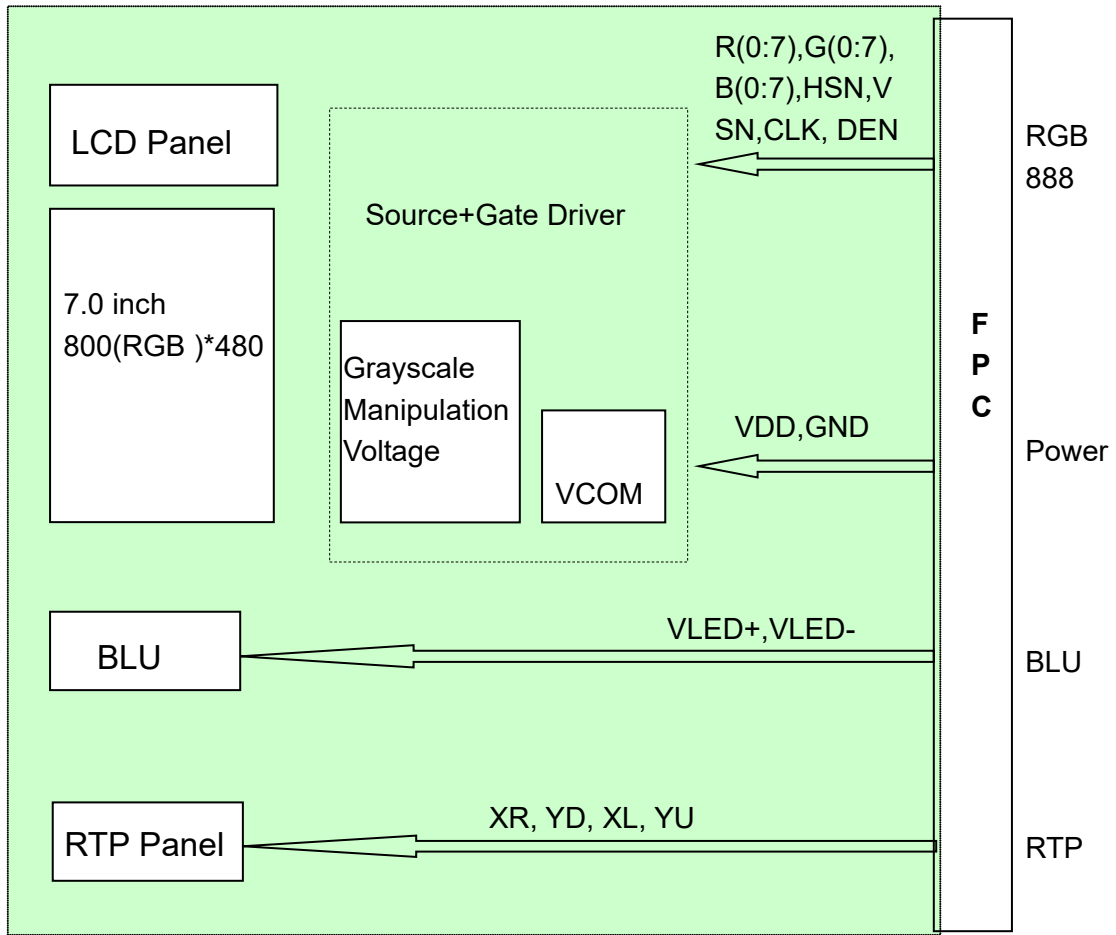 R(0:7),G(0:7),
B(0:7),HSN,V
SN,CLK, DEN
RGB
888
LCD Panel
Source+Gate Driver
7.0 inch
800(RGB )*480
Grayscale
Manipulation
Voltage
VCOM
VDD,GND
F
P
C
Power
BLU
VLED+,VLED-
BLU
RTP Panel
XR, YD, XL, YU
RTP